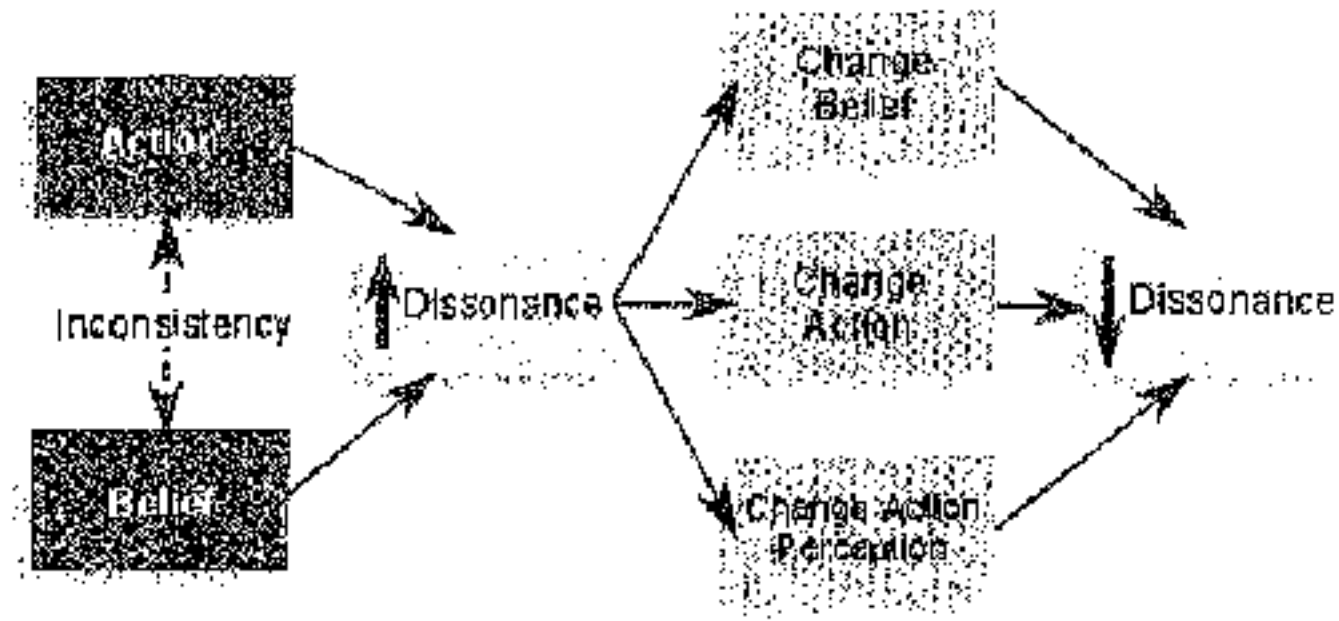 Action
Inconsistency
Belief
Dissonance
Change
Belief
Change
Action
Change Action
Perception
Dissonance